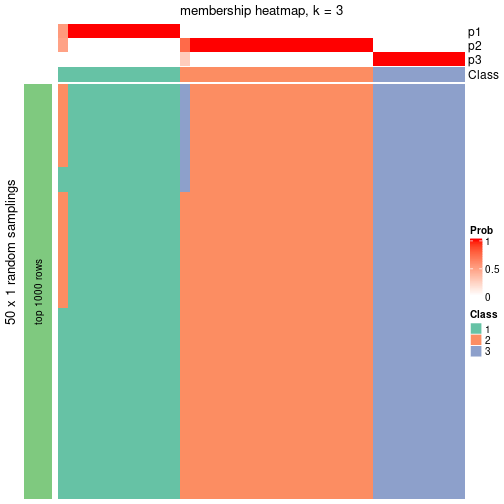 membership heatmap, k = 3
p1
p2
p3
Class
50 x 1 random samplings
top 1000 rows
Prob
1
0.5
0
Class
1
2
3